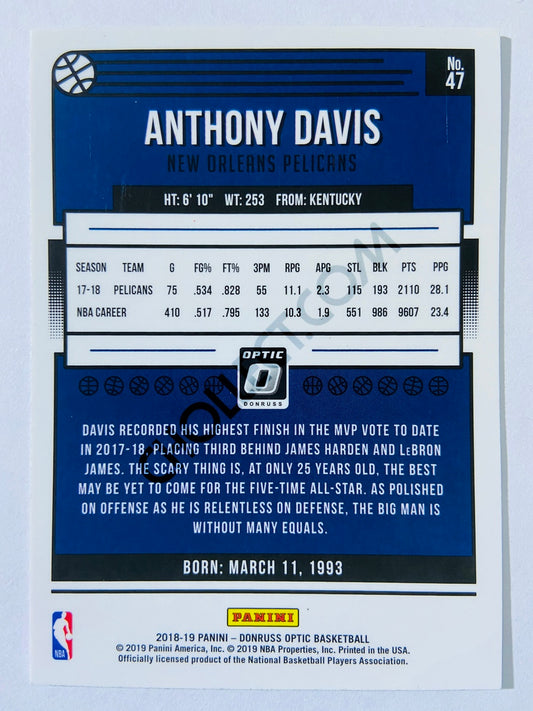 No.
47
ANTHONY DAVIS
NEW ORLEANS PELICANS
HT: 6' 10" WT: 253 FROM: KENTUCKY
SEASON TEAM G FG% FT% 3PM RPG APG STL BLK PTS PPG
17-18 PELICANS 75 .534 .828 55 11.1 2.3 115 193 2110 28.1
NBA CAREER 410 .517 .795 133 10.3 1.9 551 986 9607 23.4
OPTIC
DONRUSS
DAVIS RECORDED HIS HIGHEST FINISH IN THE MVP VOTE TO DATE
IN 2017-18, PLACING THIRD BEHIND JAMES HARDEN AND LeBRON
JAMES. THE SCARY THING IS, AT ONLY 25 YEARS OLD, THE BEST
MAY BE YET TO COME FOR THE FIVE-TIME ALL-STAR. AS POLISHED
ON OFFENSE AS HE IS RELENTLESS ON DEFENSE, THE BIG MAN IS
WITHOUT MANY EQUALS.
BORN: MARCH 11, 1993
PANINI
NBA
2018-19 PANINI – DONRUSS OPTIC BASKETBALL
© 2019 Panini America, Inc. © 2019 NBA Properties, Inc. Printed in the USA.
Officially licensed product of the National Basketball Players Association.